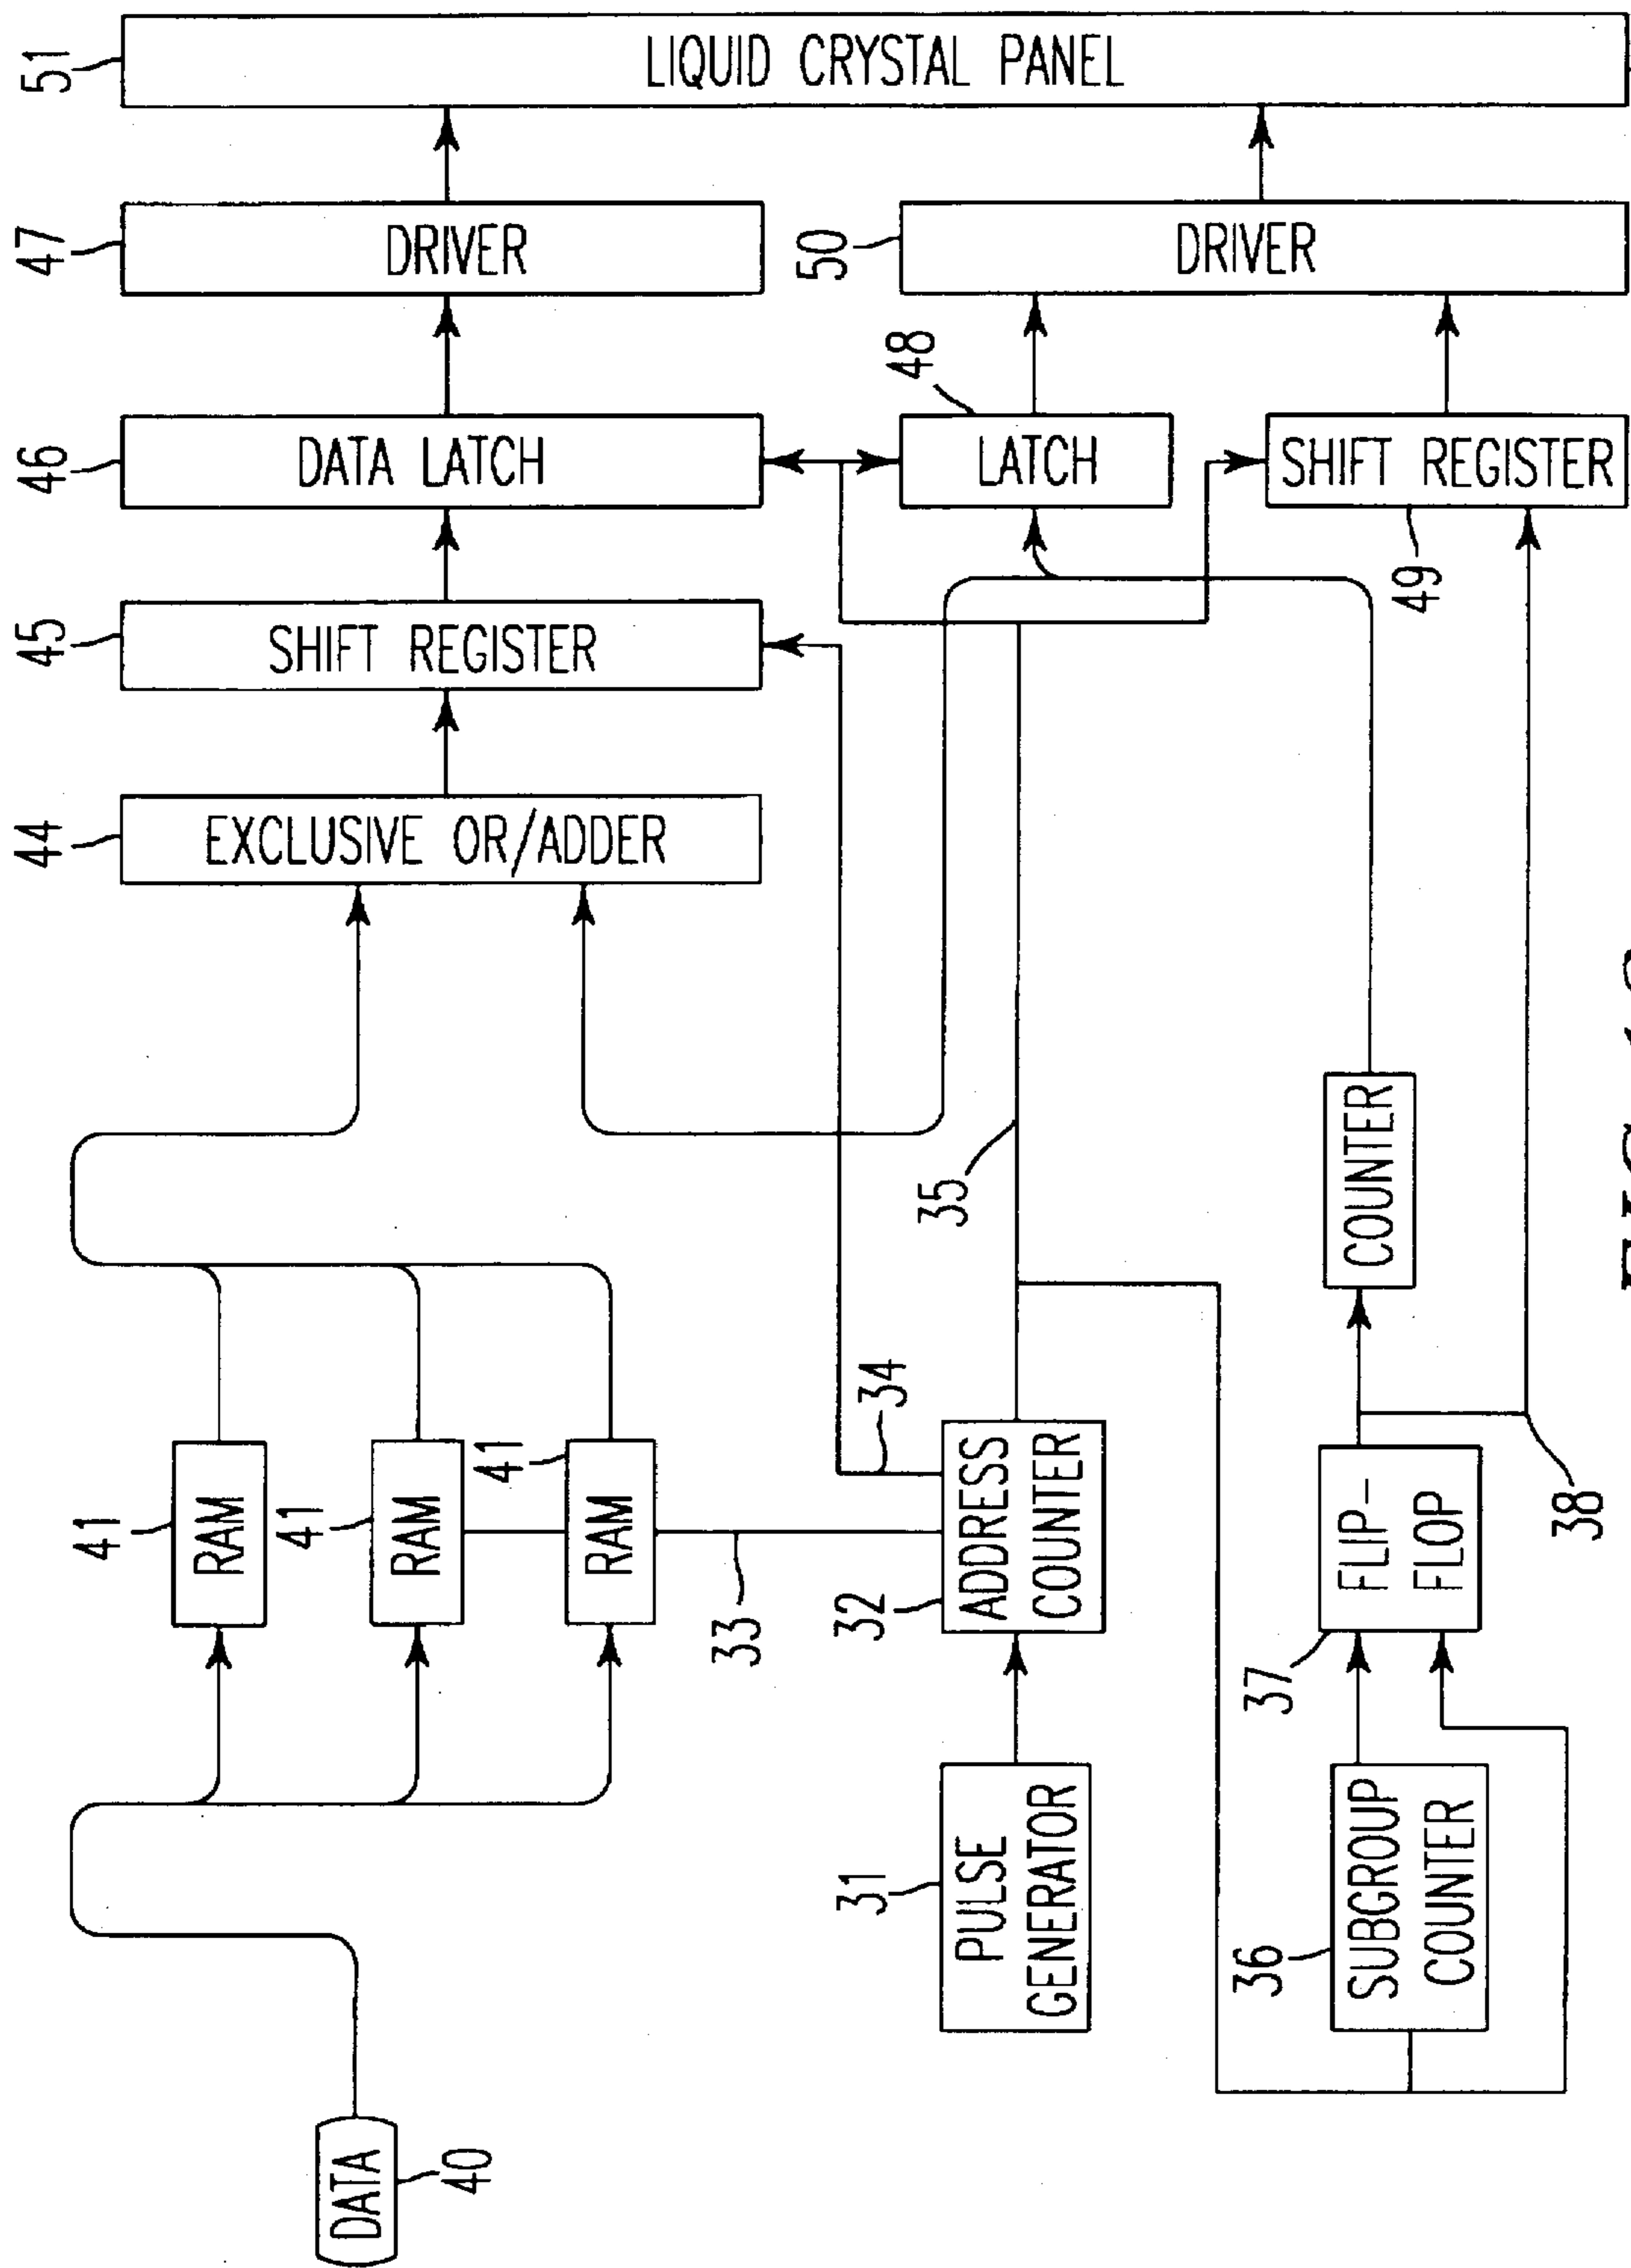 DATA
40
41
RAM
41
RAM
41
RAM
33
31
PULSE
GENERATOR
32
ADDRESS
COUNTER
34
35
36
SUBGROUP
COUNTER
37
FLIP-
FLOP
38
COUNTER
44
EXCLUSIVE OR/ADDER
45
SHIFT REGISTER
46
DATA LATCH
47
DRIVER
48
LATCH
49
SHIFT REGISTER
50
DRIVER
51
LIQUID CRYSTAL PANEL